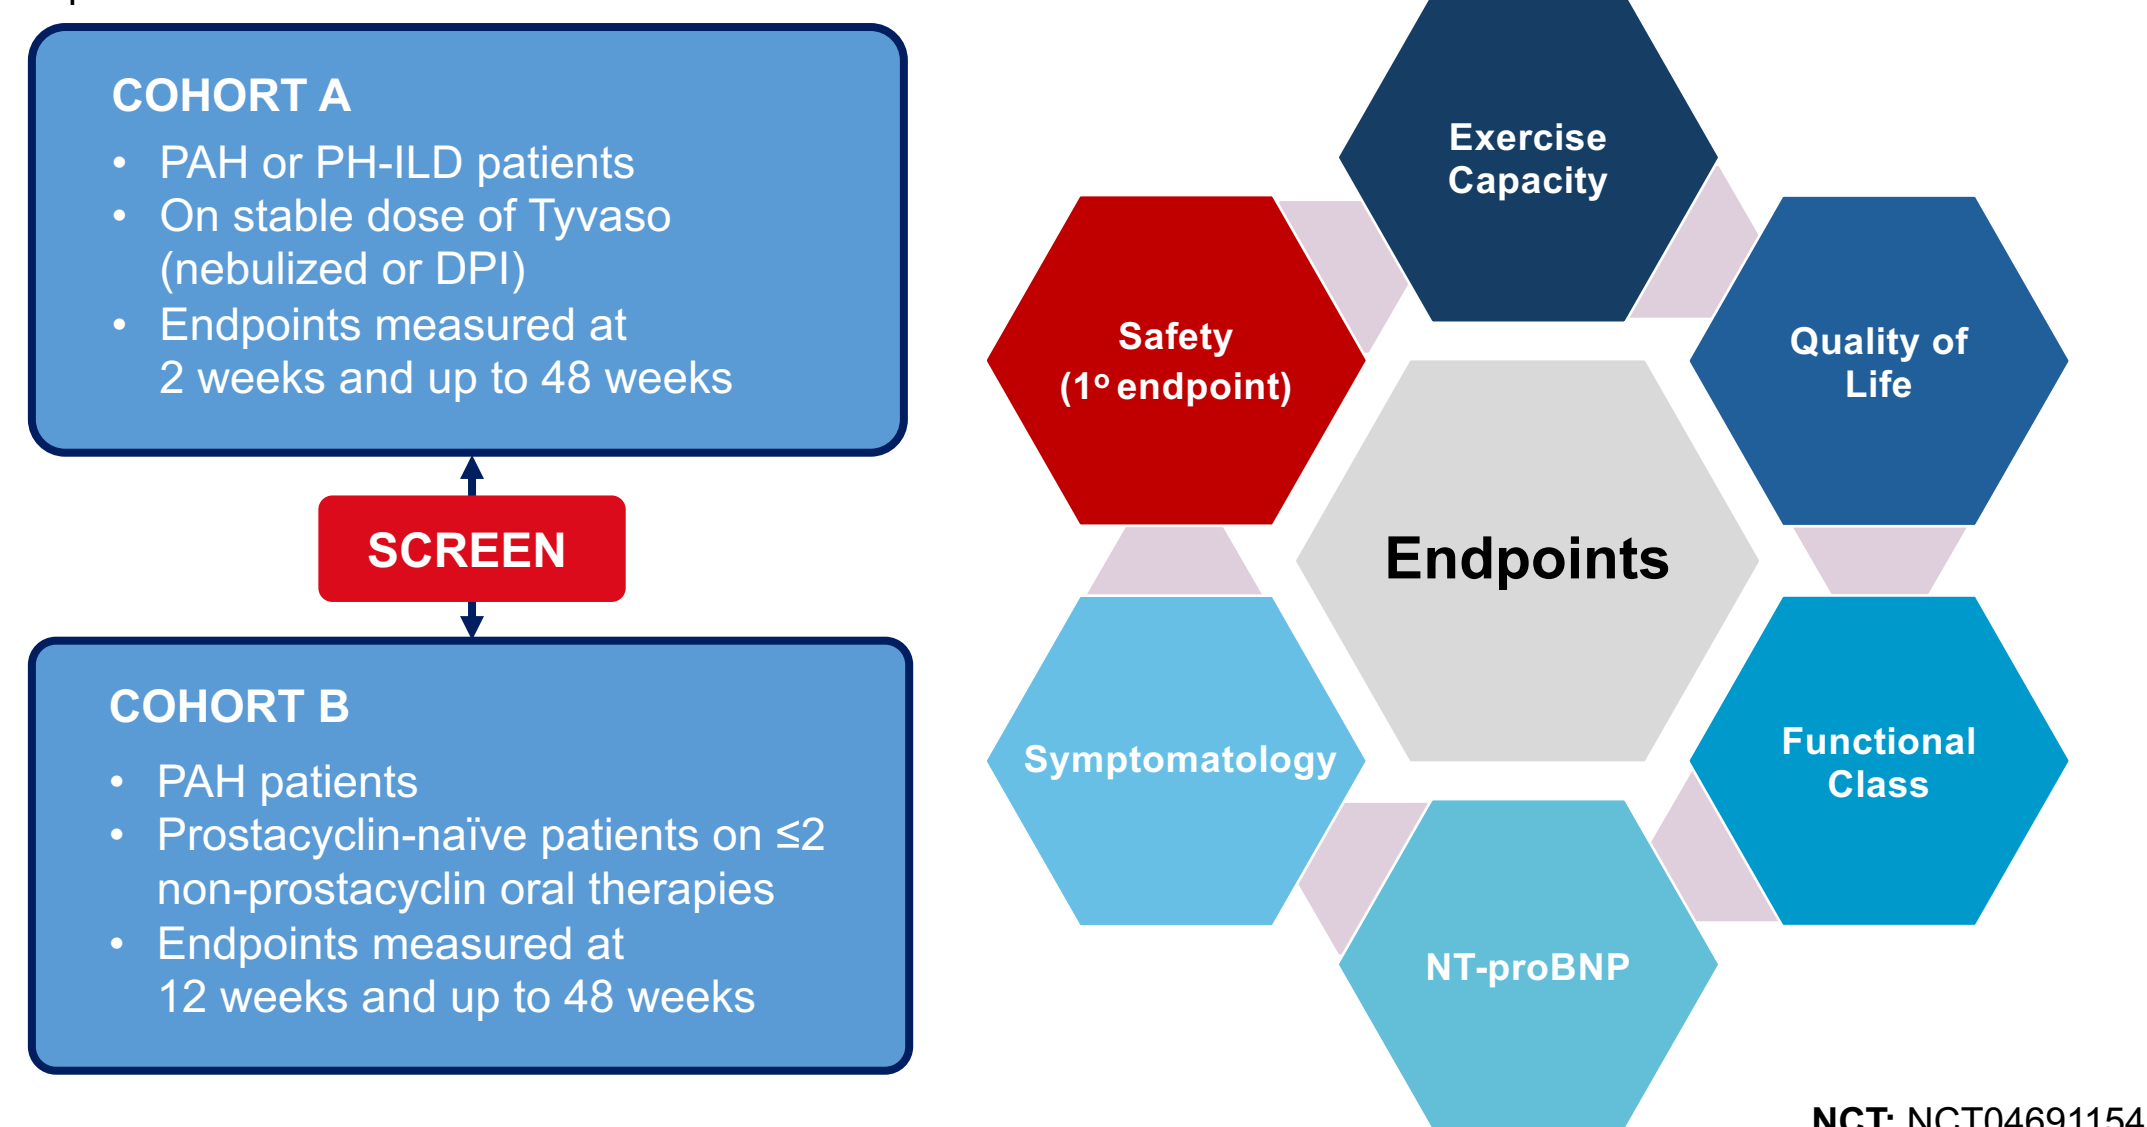 COHORT A
• PAH or PH-ILD patients
• On stable dose of Tyvaso
(nebulized or DPI)
• Endpoints measured at
2 weeks and up to 48 weeks
SCREEN
COHORT B
• PAH patients
• Prostacyclin-naïve patients on ≤2
non-prostacyclin oral therapies
• Endpoints measured at
12 weeks and up to 48 weeks
Exercise
Capacity
Safety
(1º endpoint)
Quality of
Life
Endpoints
Symptomatology
Functional
Class
NT-proBNP
NCT: NCT04691154